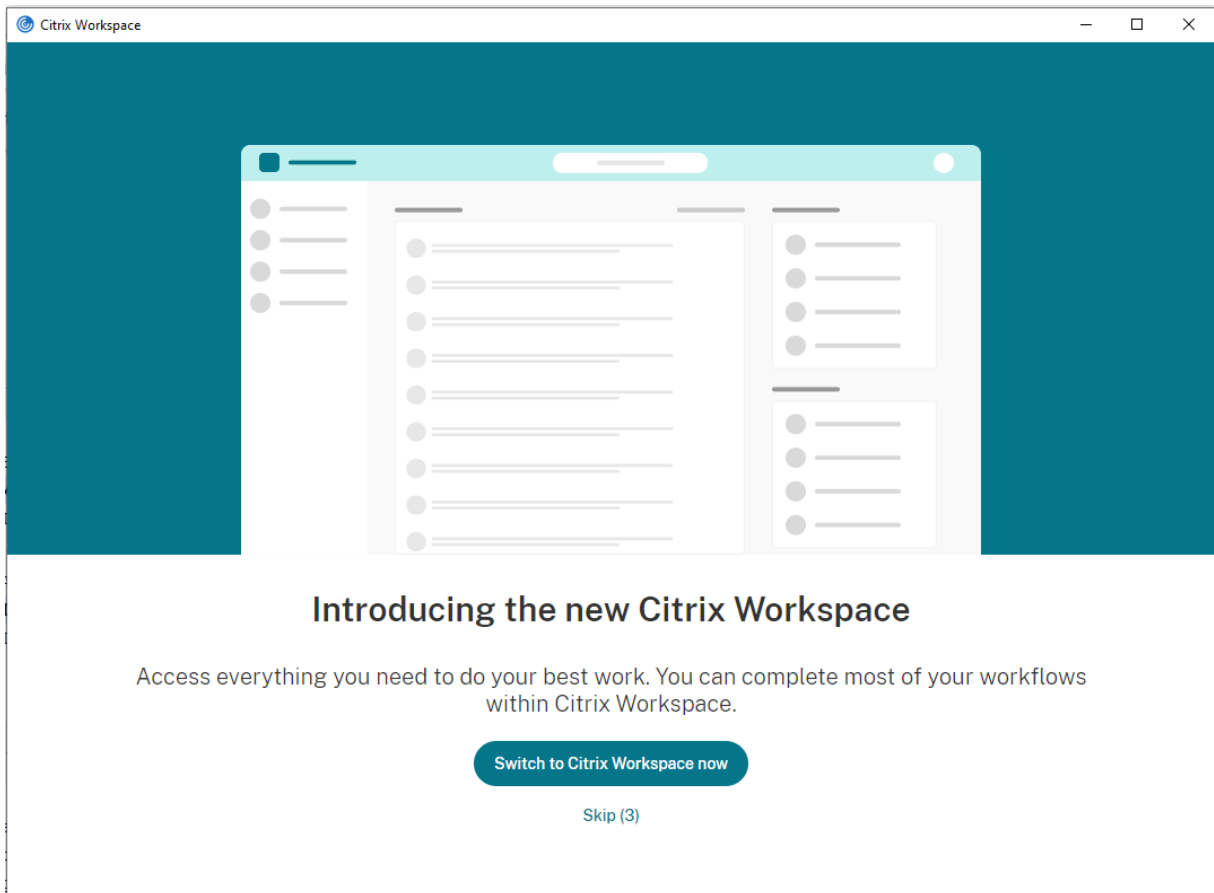 Citrix Workspace
Introducing the new Citrix Workspace
Access everything you need to do your best work. You can complete most of your workflows
within Citrix Workspace.
Switch to Citrix Workspace now
Skip (3)